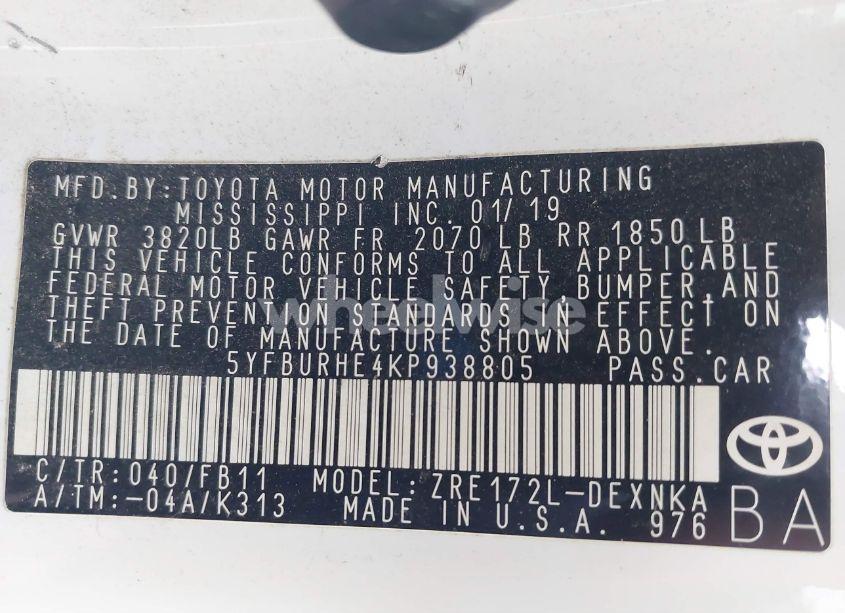 MFD.BY:TOYOTA MOTOR MANUFACTURING
MISSISSIPPI INC. 01/19
GVWR 3820LB GAWR FR 2070 LB RR 1850 LB
THIS VEHICLE CONFORMS TO ALL APPLICABLE
FEDERAL MOTOR VEHICLE SAFETY, BUMPER, AND
THEFT PREVENTION STANDARDS IN EFFECT ON
THE DATE OF MANUFACTURE SHOWN ABOVE.
wheelwise
5YFBURHE4KP938805 PASS.CAR
C/TR:040/FB11 MODEL: ZRE172L-DEXNKA
A/TM:-04A/K313 MADE IN U.S.A. 976 BA